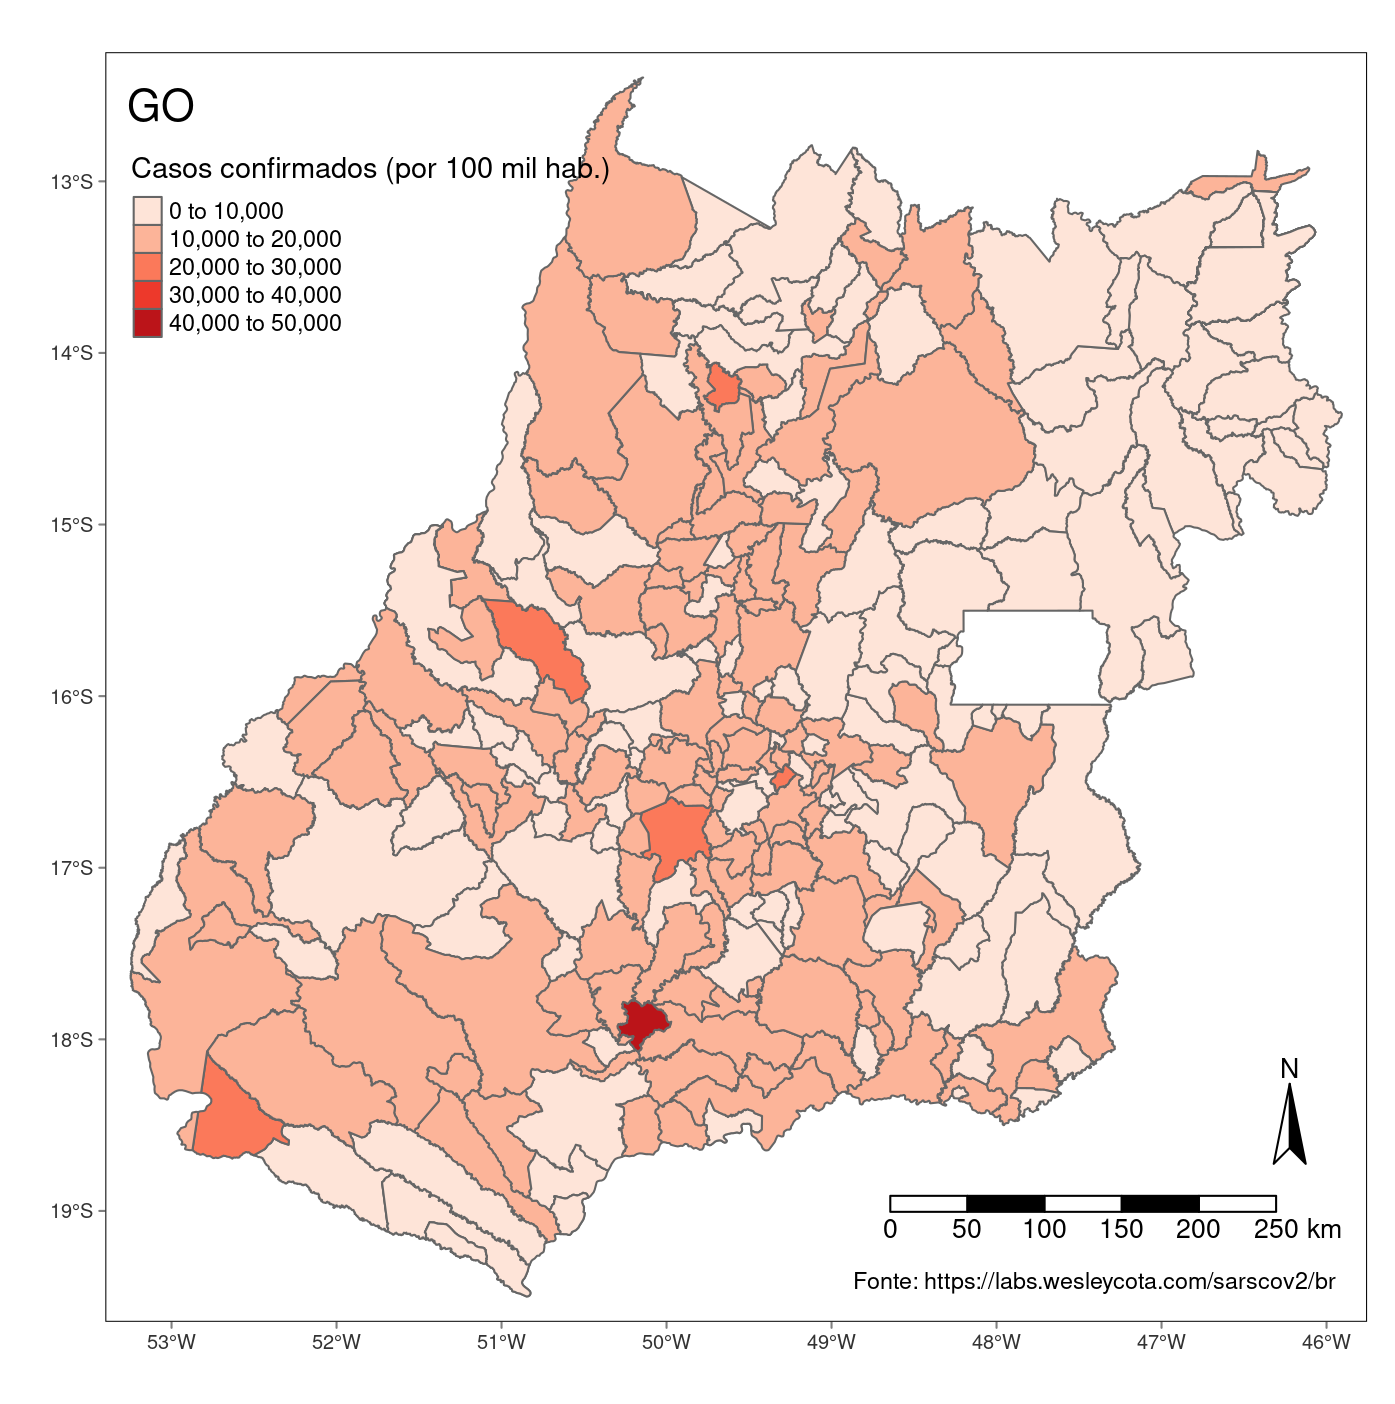 GO
Casos confirmados (por 100 mil hab.)
0 to 10,000
10,000 to 20,000
20,000 to 30,000
30,000 to 40,000
40,000 to 50,000
13°S
14°S
15°S
16°S
17°S
18°S
19°S
N
0 50 100 150 200 250 km
Fonte: https://labs.wesleycota.com/sarscov2/br
53°W 52°W 51°W 50°W 49°W 48°W 47°W 46°W